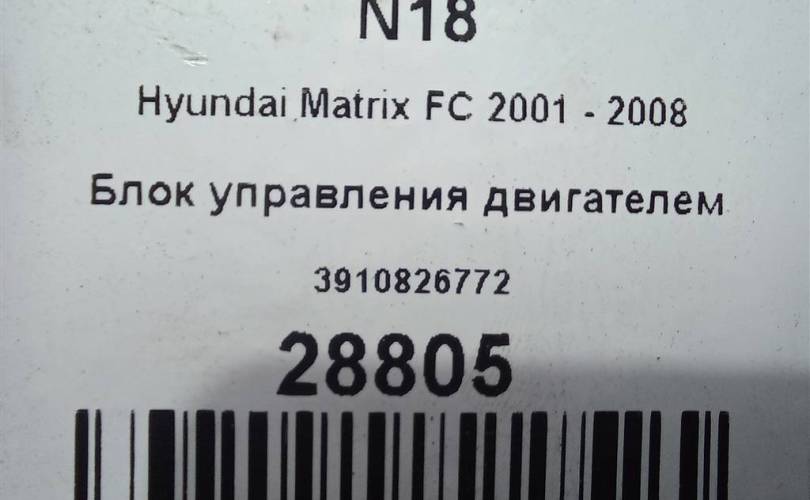 N18
Hyundai Matrix FC 2001 - 2008
Блок управления двигателем
3910826772
28805